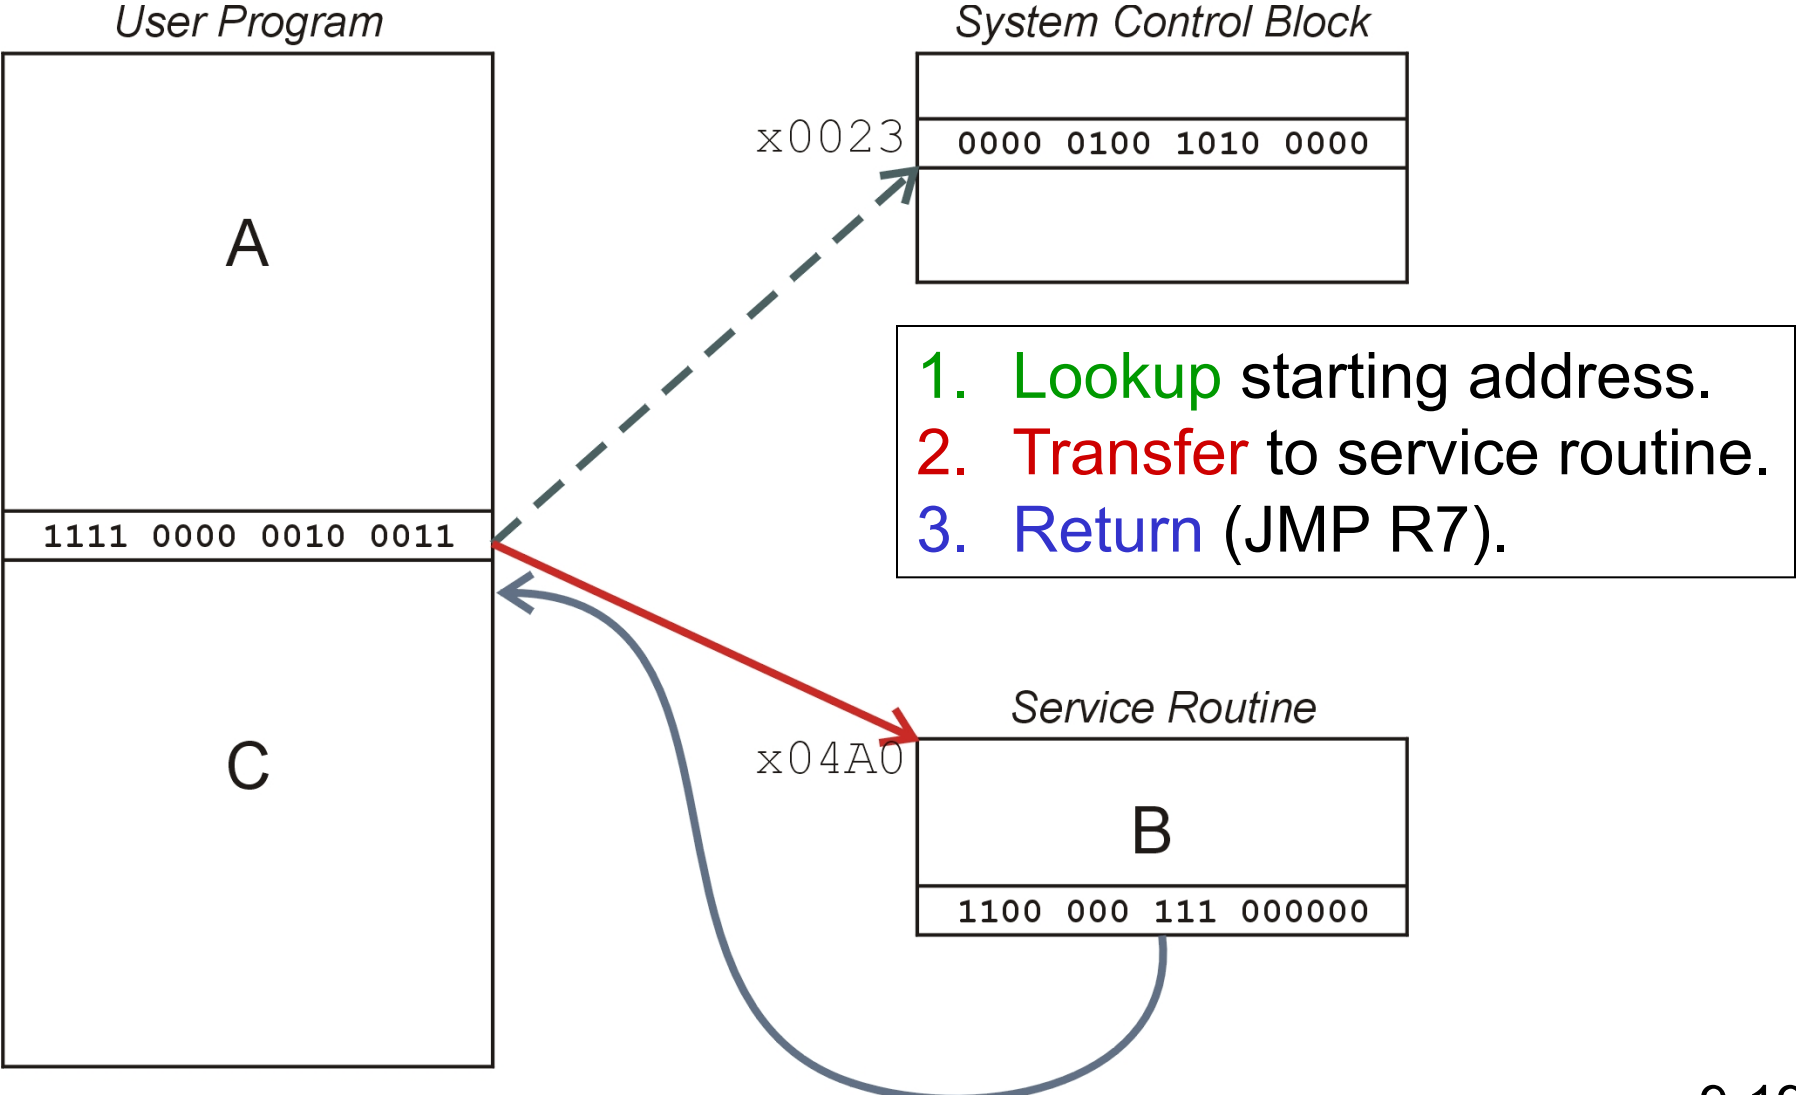 User Program
System Control Block
x0023
0000 0100 1010 0000
A
1. Lookup starting address.
2. Transfer to service routine.
3. Return (JMP R7).
1111 0000 0010 0011
Service Routine
x04A0
C
B
1100 000 111 000000